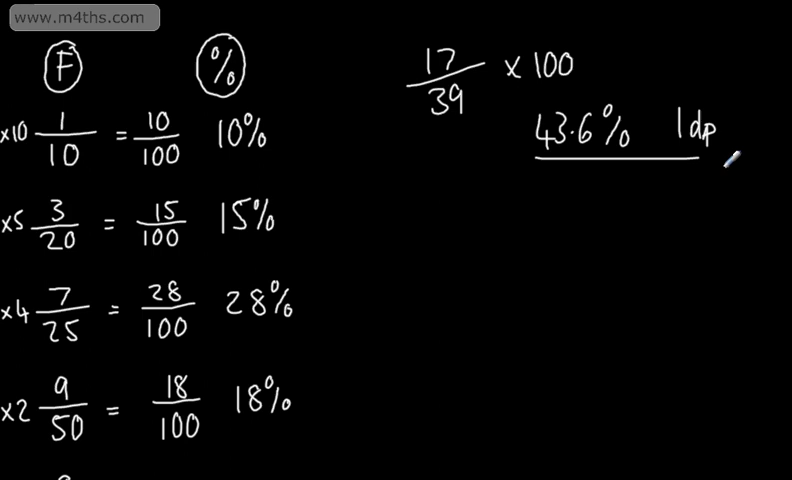 www.m4ths.com
F %
×10 1/10 = 10/100 10%
×5 3/20 = 15/100 15%
×4 7/25 = 28/100 28%
×2 9/50 = 18/100 18%
17/39 × 100
43.6% 1dp